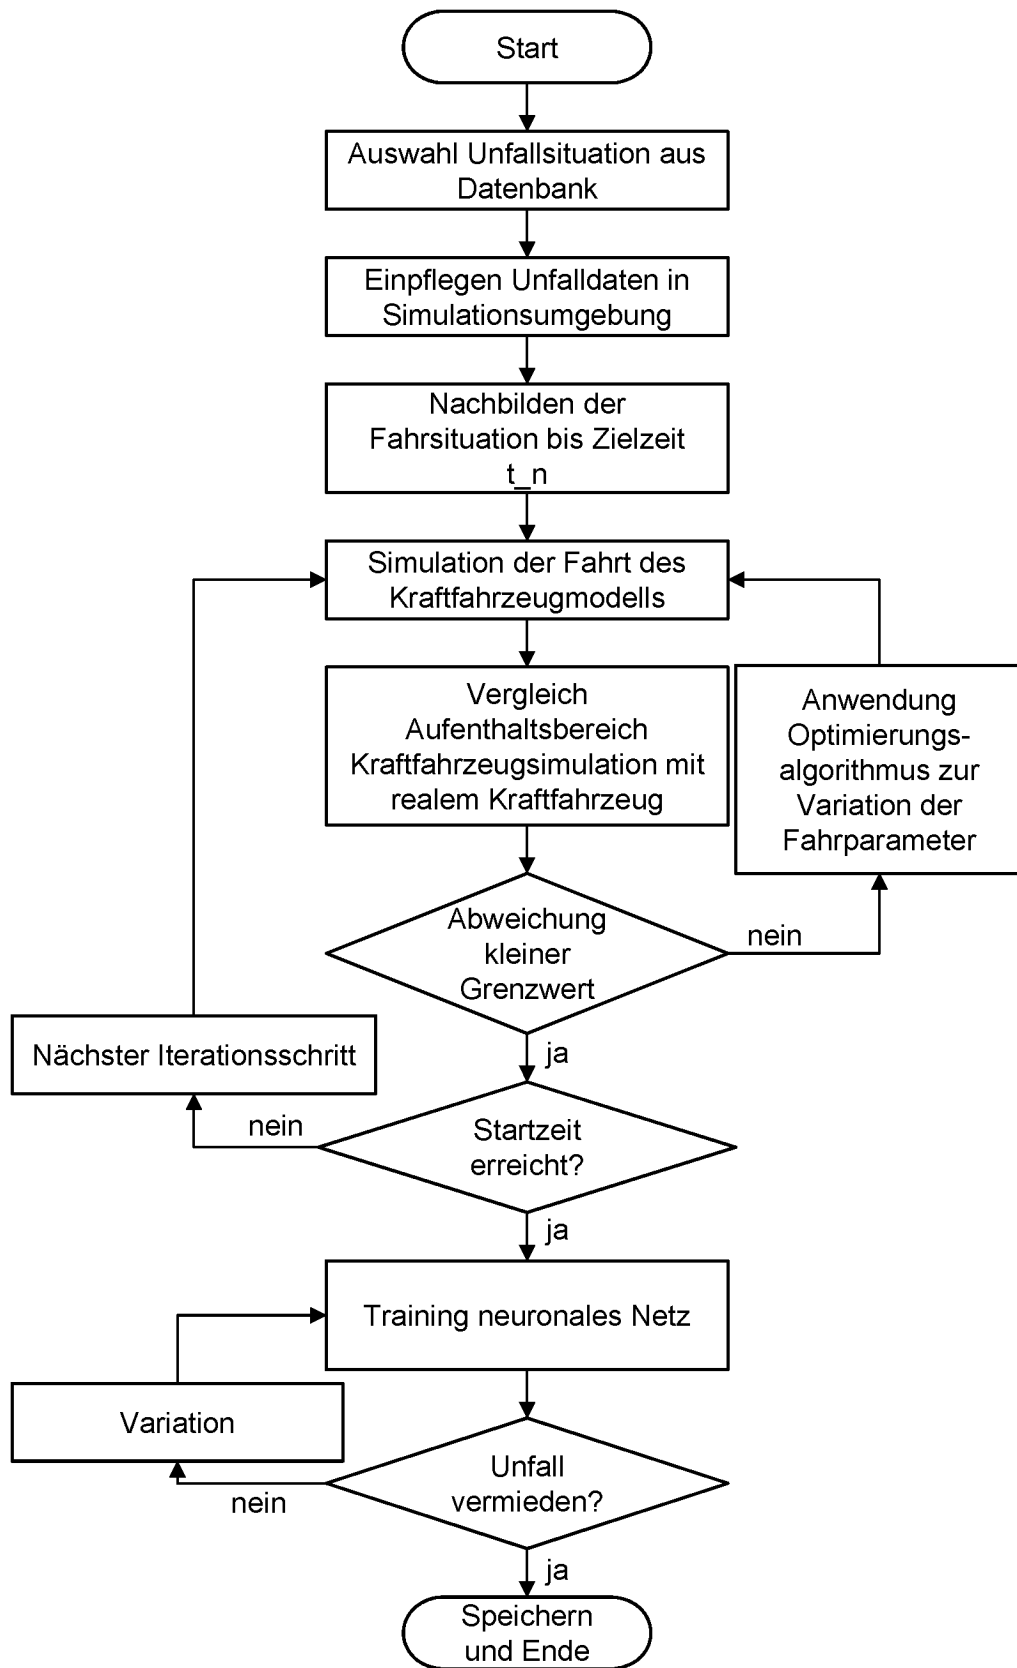 Start
Auswahl Unfallsituation aus
Datenbank
Einpflegen Unfalldaten in
Simulationsumgebung
Nachbilden der
Fahrsituation bis Zielzeit
t_n
Simulation der Fahrt des
Kraftfahrzeugmodells
Vergleich
Aufenthaltsbereich
Kraftfahrzeugsimulation mit
realem Kraftfahrzeug
Anwendung
Optimierungs-
algorithmus zur
Variation der
Fahrparameter
Abweichung
kleiner
Grenzwert
nein
ja
Nächster Iterationsschritt
nein
Startzeit
erreicht?
ja
Training neuronales Netz
Variation
nein
Unfall
vermieden?
ja
Speichern
und Ende